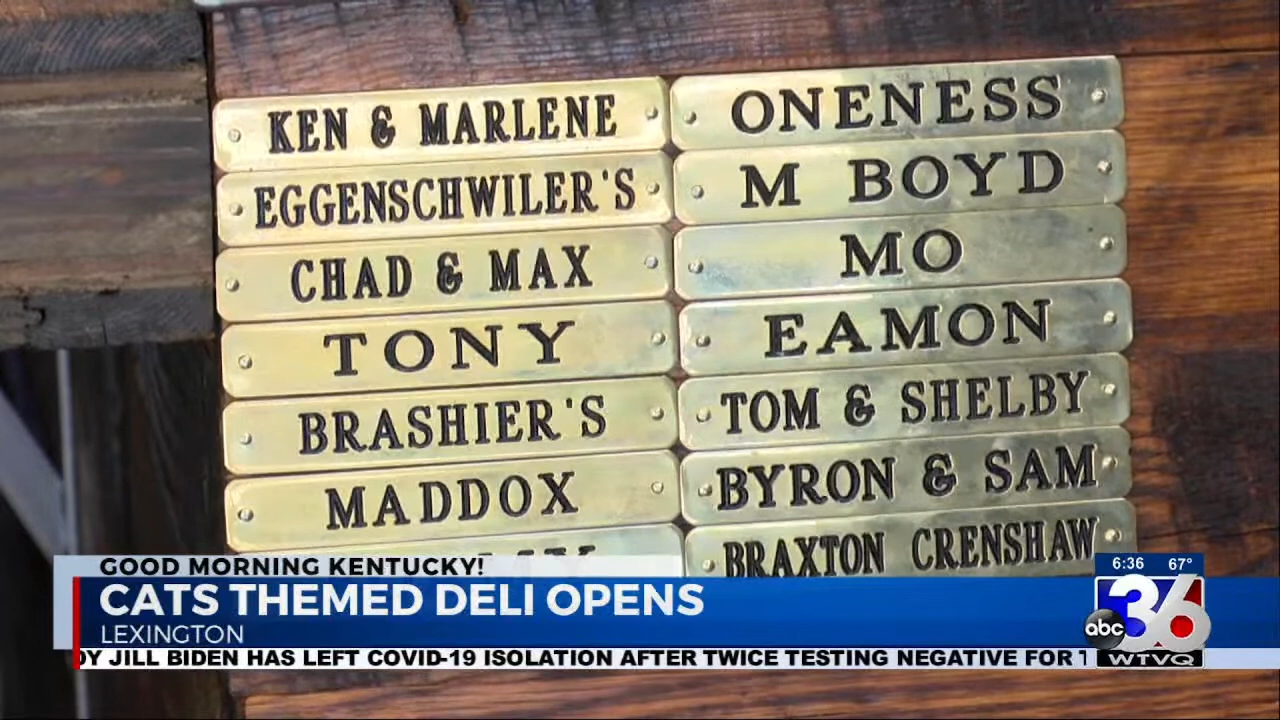 KEN & MARLENE
EGGENSCHWILER'S
CHAD & MAX
TONY
BRASHIER'S
MADDOX
ONENESS
M BOYD
MO
EAMON
TOM & SHELBY
BYRON & SAM
BRAXTON CRENSHAW
GOOD MORNING KENTUCKY!
CATS THEMED DELI OPENS
LEXINGTON
6:36 67°
abc 36
WTVQ
JILL BIDEN HAS LEFT COVID-19 ISOLATION AFTER TWICE TESTING NEGATIVE FOR